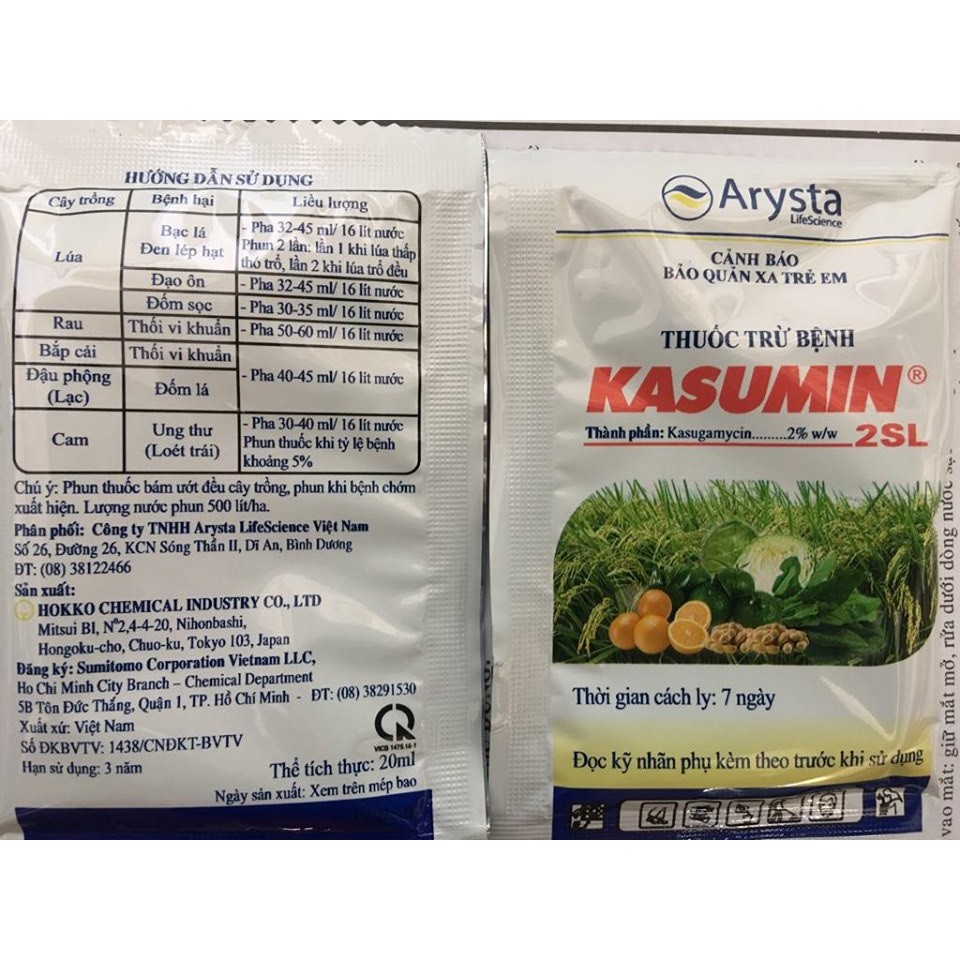 HƯỚNG DẪN SỬ DỤNG
Cây trồng Bệnh hại Liều lượng
Lúa
Bạc lá
Đen lép hạt
- Pha 32-45 ml/ 16 lít nước
Phun 2 lần: lần 1 khi lúa thấp
thó trổ, lần 2 khi lúa trổ đều
Đạo ôn - Pha 32-45 ml/ 16 lít nước
Đốm sọc - Pha 30-35 ml/ 16 lít nước
Rau Thối vi khuẩn - Pha 50-60 ml/ 16 lít nước
Bắp cải Thối vi khuẩn
Đậu phộng
(Lạc)
Đốm lá
- Pha 40-45 ml/ 16 lít nước
Cam
Ung thư
(Loét trái)
- Pha 30-40 ml/ 16 lít nước
Phun thuốc khi tỷ lệ bệnh
khoảng 5%
Chú ý: Phun thuốc bám ướt đều cây trồng, phun khi bệnh chớm
xuất hiện. Lượng nước phun 500 lít/ha.
Phân phối: Công ty TNHH Arysta LifeScience Việt Nam
Số 26, Đường 26, KCN Sóng Thần II, Dĩ An, Bình Dương
ĐT: (08) 38122466
Sản xuất:
HOKKO CHEMICAL INDUSTRY CO., LTD
Mitsui BI, Nº2,4-4-20, Nihonbashi,
Hongoku-cho, Chuo-ku, Tokyo 103, Japan
Đăng ký: Sumitomo Corporation Vietnam LLC,
Ho Chi Minh City Branch – Chemical Department
5B Tôn Đức Thắng, Quận 1, TP. Hồ Chí Minh - ĐT: (08) 38291530
Xuất xứ: Việt Nam
Số ĐKBVTV: 1438/CNĐKT-BVTV
Hạn sử dụng: 3 năm
Thể tích thực: 20ml
Ngày sản xuất: Xem trên mép bao
Arysta
LifeScience
CẢNH BÁO
BẢO QUẢN XA TRẺ EM
THUỐC TRỪ BỆNH
KASUMIN®
Thành phần: Kasugamycin.........2% w/w 2SL
Thời gian cách ly: 7 ngày
Đọc kỹ nhãn phụ kèm theo trước khi sử dụng
vào mắt: giữ mắt mở, rửa dưới dòng nước